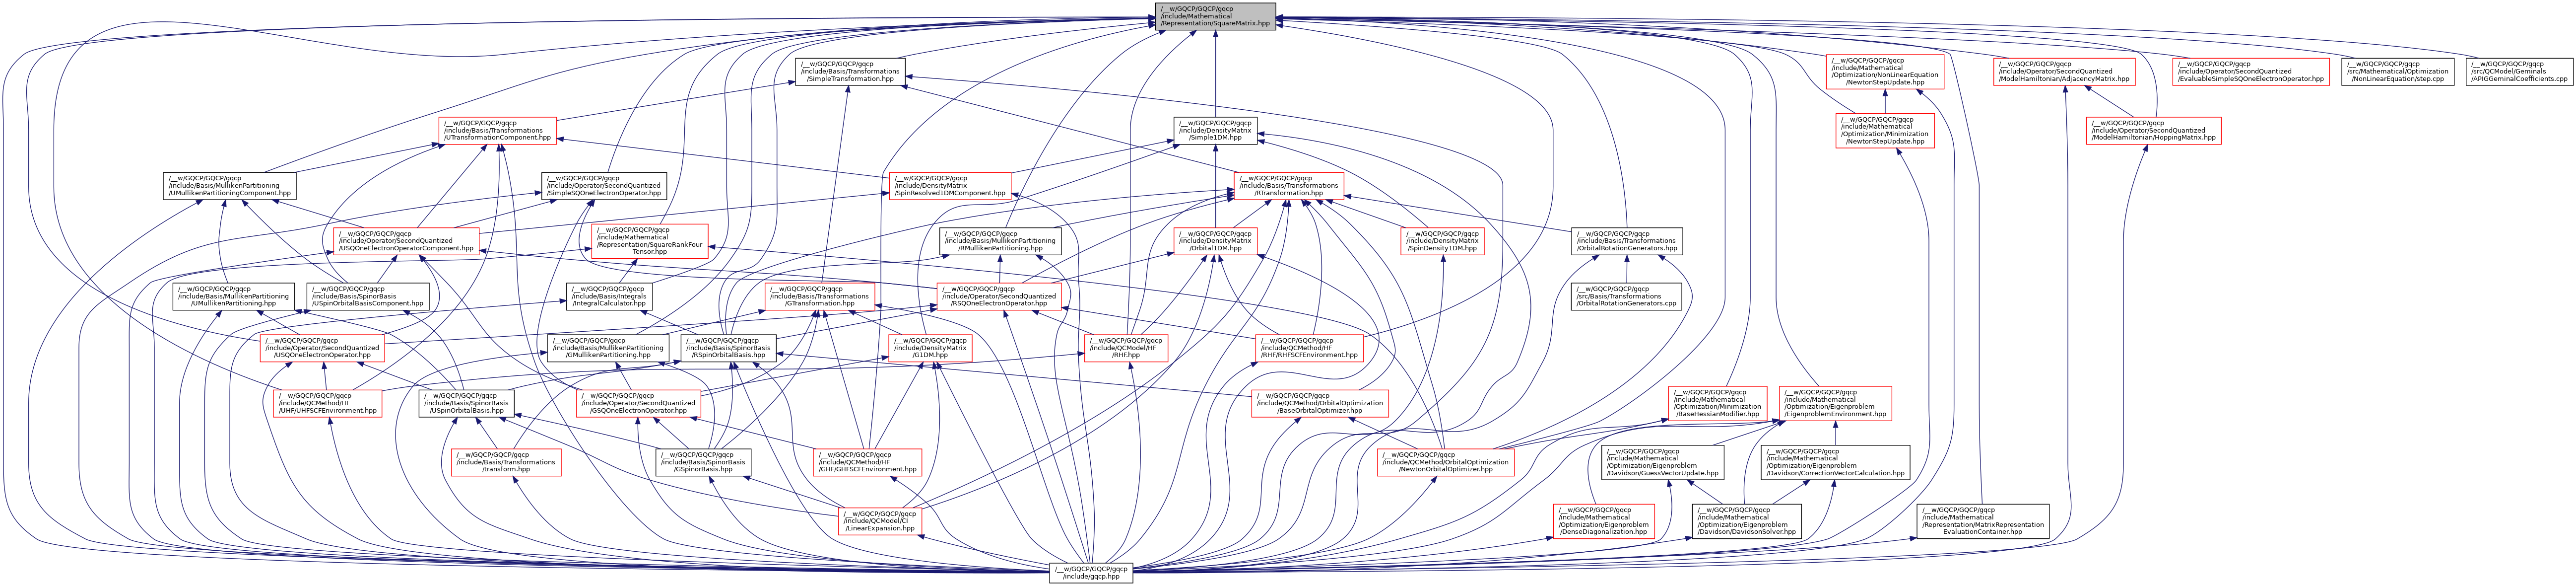 /__w/GQCP/GQCP/gqcp
/include/Mathematical
/Representation/SquareMatrix.hpp
/__w/GQCP/GQCP/gqcp
/include/Basis/Transformations
/SimpleTransformation.hpp
/__w/GQCP/GQCP/gqcp
/include/Mathematical
/Optimization/NonLinearEquation
/NewtonStepUpdate.hpp
/__w/GQCP/GQCP/gqcp
/include/Operator/SecondQuantized
/ModelHamiltonian/AdjacencyMatrix.hpp
/__w/GQCP/GQCP/gqcp
/include/Operator/SecondQuantized
/EvaluableSimpleSQOneElectronOperator.hpp
/__w/GQCP/GQCP/gqcp
/src/Mathematical/Optimization
/NonLinearEquation/step.cpp
/__w/GQCP/GQCP/gqcp
/src/QCModel/Geminals
/APIGGeminalCoefficients.cpp
/__w/GQCP/GQCP/gqcp
/include/Basis/Transformations
/UTransformationComponent.hpp
/__w/GQCP/GQCP/gqcp
/include/DensityMatrix
/Simple1DM.hpp
/__w/GQCP/GQCP/gqcp
/include/Mathematical
/Optimization/Minimization
/NewtonStepUpdate.hpp
/__w/GQCP/GQCP/gqcp
/include/Operator/SecondQuantized
/ModelHamiltonian/HoppingMatrix.hpp
/__w/GQCP/GQCP/gqcp
/include/Basis/MullikenPartitioning
/UMullikenPartitioningComponent.hpp
/__w/GQCP/GQCP/gqcp
/include/Operator/SecondQuantized
/SimpleSQOneElectronOperator.hpp
/__w/GQCP/GQCP/gqcp
/include/DensityMatrix
/SpinResolved1DMComponent.hpp
/__w/GQCP/GQCP/gqcp
/include/Basis/Transformations
/RTransformation.hpp
/__w/GQCP/GQCP/gqcp
/include/Operator/SecondQuantized
/USQOneElectronOperatorComponent.hpp
/__w/GQCP/GQCP/gqcp
/include/Mathematical
/Representation/SquareRankFour
Tensor.hpp
/__w/GQCP/GQCP/gqcp
/include/Basis/MullikenPartitioning
/RMullikenPartitioning.hpp
/__w/GQCP/GQCP/gqcp
/include/DensityMatrix
/Orbital1DM.hpp
/__w/GQCP/GQCP/gqcp
/include/DensityMatrix
/SpinDensity1DM.hpp
/__w/GQCP/GQCP/gqcp
/include/Basis/Transformations
/OrbitalRotationGenerators.hpp
/__w/GQCP/GQCP/gqcp
/include/Basis/MullikenPartitioning
/UMullikenPartitioning.hpp
/__w/GQCP/GQCP/gqcp
/include/Basis/SpinorBasis
/USpinOrbitalBasisComponent.hpp
/__w/GQCP/GQCP/gqcp
/include/Basis/Integrals
/IntegralCalculator.hpp
/__w/GQCP/GQCP/gqcp
/include/Basis/Transformations
/GTransformation.hpp
/__w/GQCP/GQCP/gqcp
/include/Operator/SecondQuantized
/RSQOneElectronOperator.hpp
/__w/GQCP/GQCP/gqcp
/src/Basis/Transformations
/OrbitalRotationGenerators.cpp
/__w/GQCP/GQCP/gqcp
/include/Operator/SecondQuantized
/USQOneElectronOperator.hpp
/__w/GQCP/GQCP/gqcp
/include/Basis/MullikenPartitioning
/GMullikenPartitioning.hpp
/__w/GQCP/GQCP/gqcp
/include/Basis/SpinorBasis
/RSpinOrbitalBasis.hpp
/__w/GQCP/GQCP/gqcp
/include/DensityMatrix
/G1DM.hpp
/__w/GQCP/GQCP/gqcp
/include/QCModel/HF
/RHF.hpp
/__w/GQCP/GQCP/gqcp
/include/QCMethod/HF
/RHF/RHFSCFEnvironment.hpp
/__w/GQCP/GQCP/gqcp
/include/QCMethod/HF
/UHF/UHFSCFEnvironment.hpp
/__w/GQCP/GQCP/gqcp
/include/Basis/SpinorBasis
/USpinOrbitalBasis.hpp
/__w/GQCP/GQCP/gqcp
/include/Operator/SecondQuantized
/GSQOneElectronOperator.hpp
/__w/GQCP/GQCP/gqcp
/include/QCMethod/OrbitalOptimization
/BaseOrbitalOptimizer.hpp
/__w/GQCP/GQCP/gqcp
/include/Mathematical
/Optimization/Minimization
/BaseHessianModifier.hpp
/__w/GQCP/GQCP/gqcp
/include/Mathematical
/Optimization/Eigenproblem
/EigenproblemEnvironment.hpp
/__w/GQCP/GQCP/gqcp
/include/Basis/Transformations
/transform.hpp
/__w/GQCP/GQCP/gqcp
/include/Basis/SpinorBasis
/GSpinorBasis.hpp
/__w/GQCP/GQCP/gqcp
/include/QCMethod/HF
/GHF/GHFSCFEnvironment.hpp
/__w/GQCP/GQCP/gqcp
/include/QCMethod/OrbitalOptimization
/NewtonOrbitalOptimizer.hpp
/__w/GQCP/GQCP/gqcp
/include/Mathematical
/Optimization/Eigenproblem
/Davidson/GuessVectorUpdate.hpp
/__w/GQCP/GQCP/gqcp
/include/Mathematical
/Optimization/Eigenproblem
/Davidson/CorrectionVectorCalculation.hpp
/__w/GQCP/GQCP/gqcp
/include/QCModel/CI
/LinearExpansion.hpp
/__w/GQCP/GQCP/gqcp
/include/Mathematical
/Optimization/Eigenproblem
/DenseDiagonalization.hpp
/__w/GQCP/GQCP/gqcp
/include/Mathematical
/Optimization/Eigenproblem
/Davidson/DavidsonSolver.hpp
/__w/GQCP/GQCP/gqcp
/include/Mathematical
/Representation/MatrixRepresentation
EvaluationContainer.hpp
/__w/GQCP/GQCP/gqcp
/include/gqcp.hpp